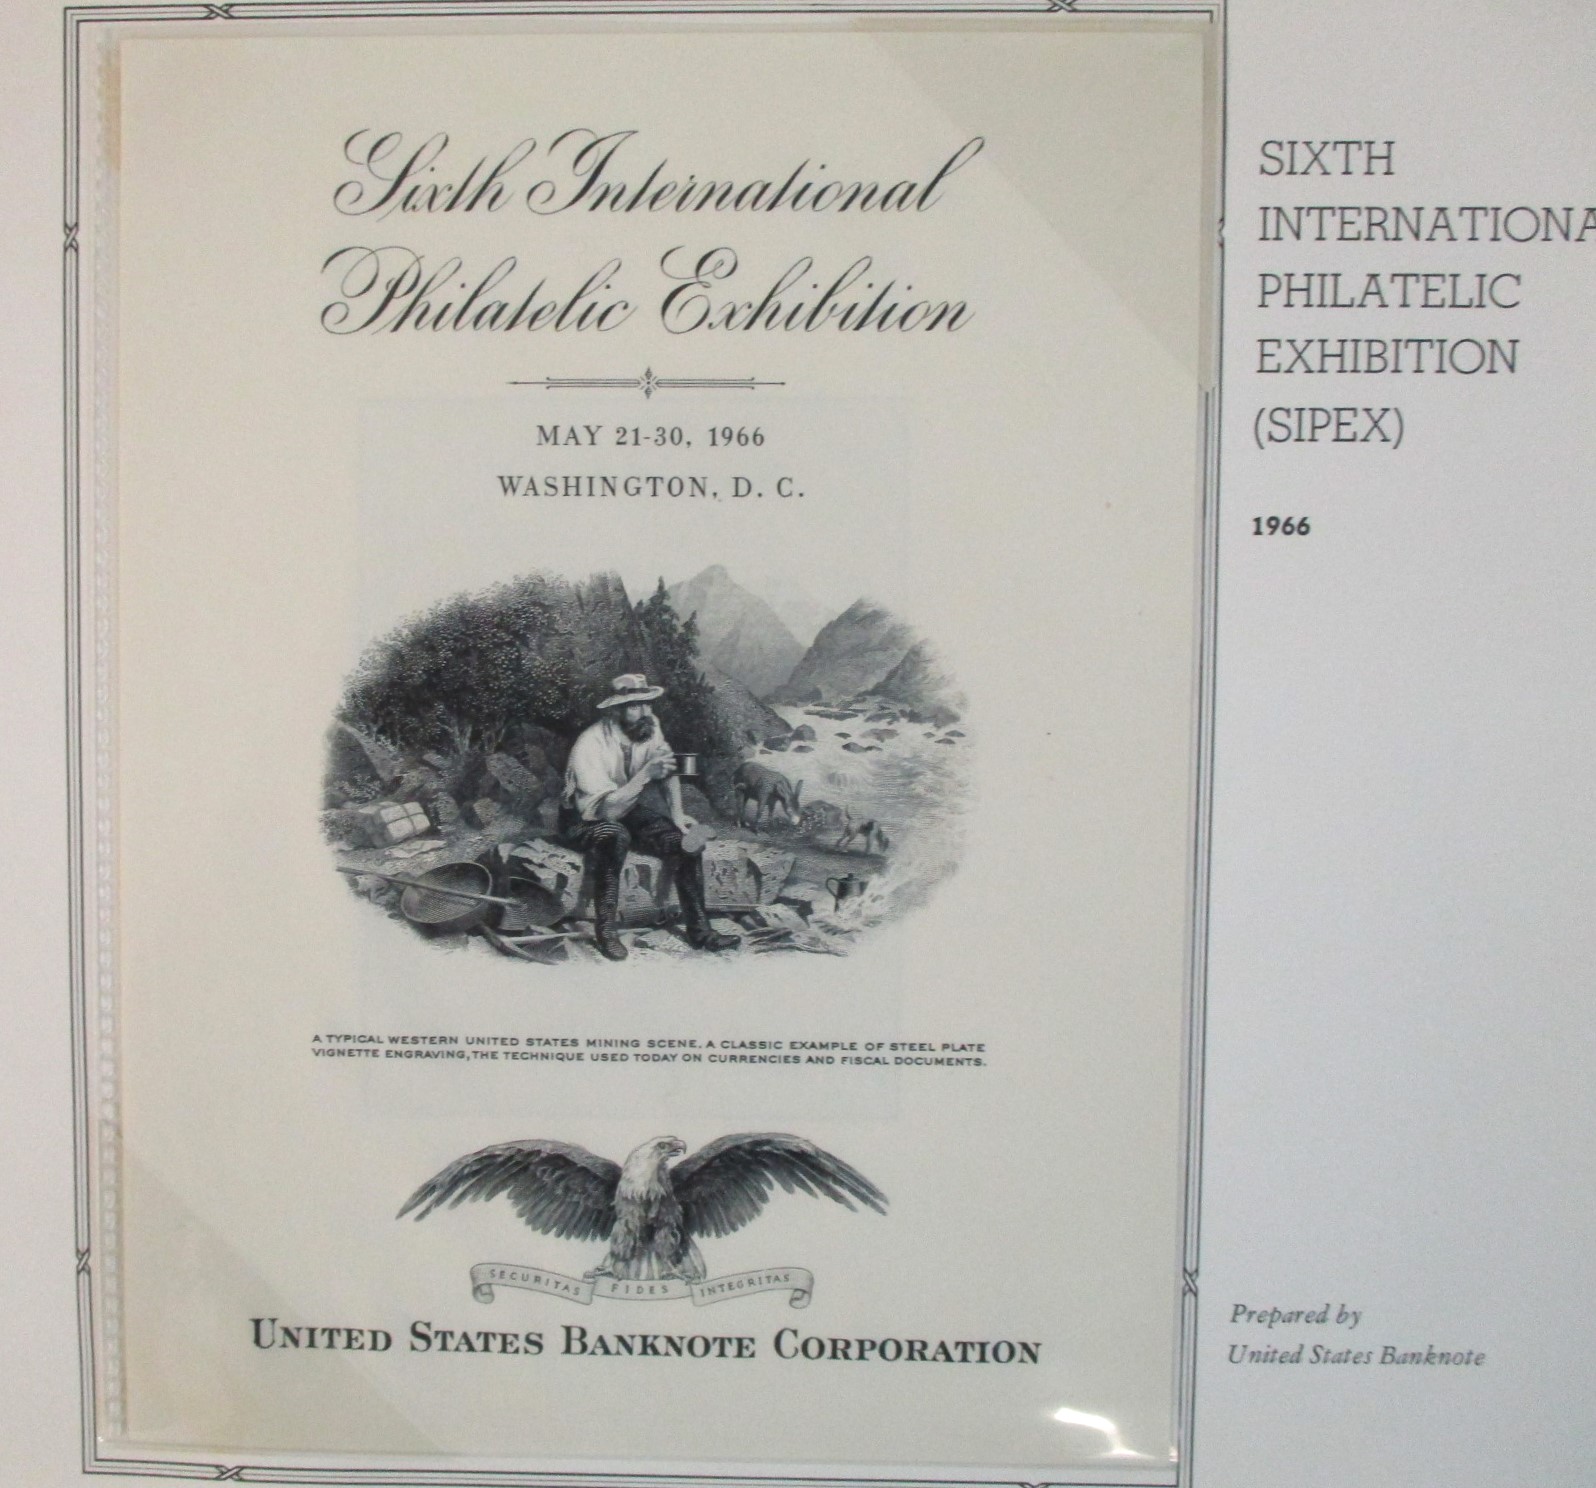 Sixth International
Philatelic Exhibition
MAY 21-30, 1966
WASHINGTON, D. C.
A TYPICAL WESTERN UNITED STATES MINING SCENE. A CLASSIC EXAMPLE OF STEEL PLATE
VIGNETTE ENGRAVING, THE TECHNIQUE USED TODAY ON CURRENCIES AND FISCAL DOCUMENTS.
SECURITAS FIDES INTEGRITAS
UNITED STATES BANKNOTE CORPORATION
SIXTH
INTERNATIONA
PHILATELIC
EXHIBITION
(SIPEX)
1966
Prepared by
United States Banknote